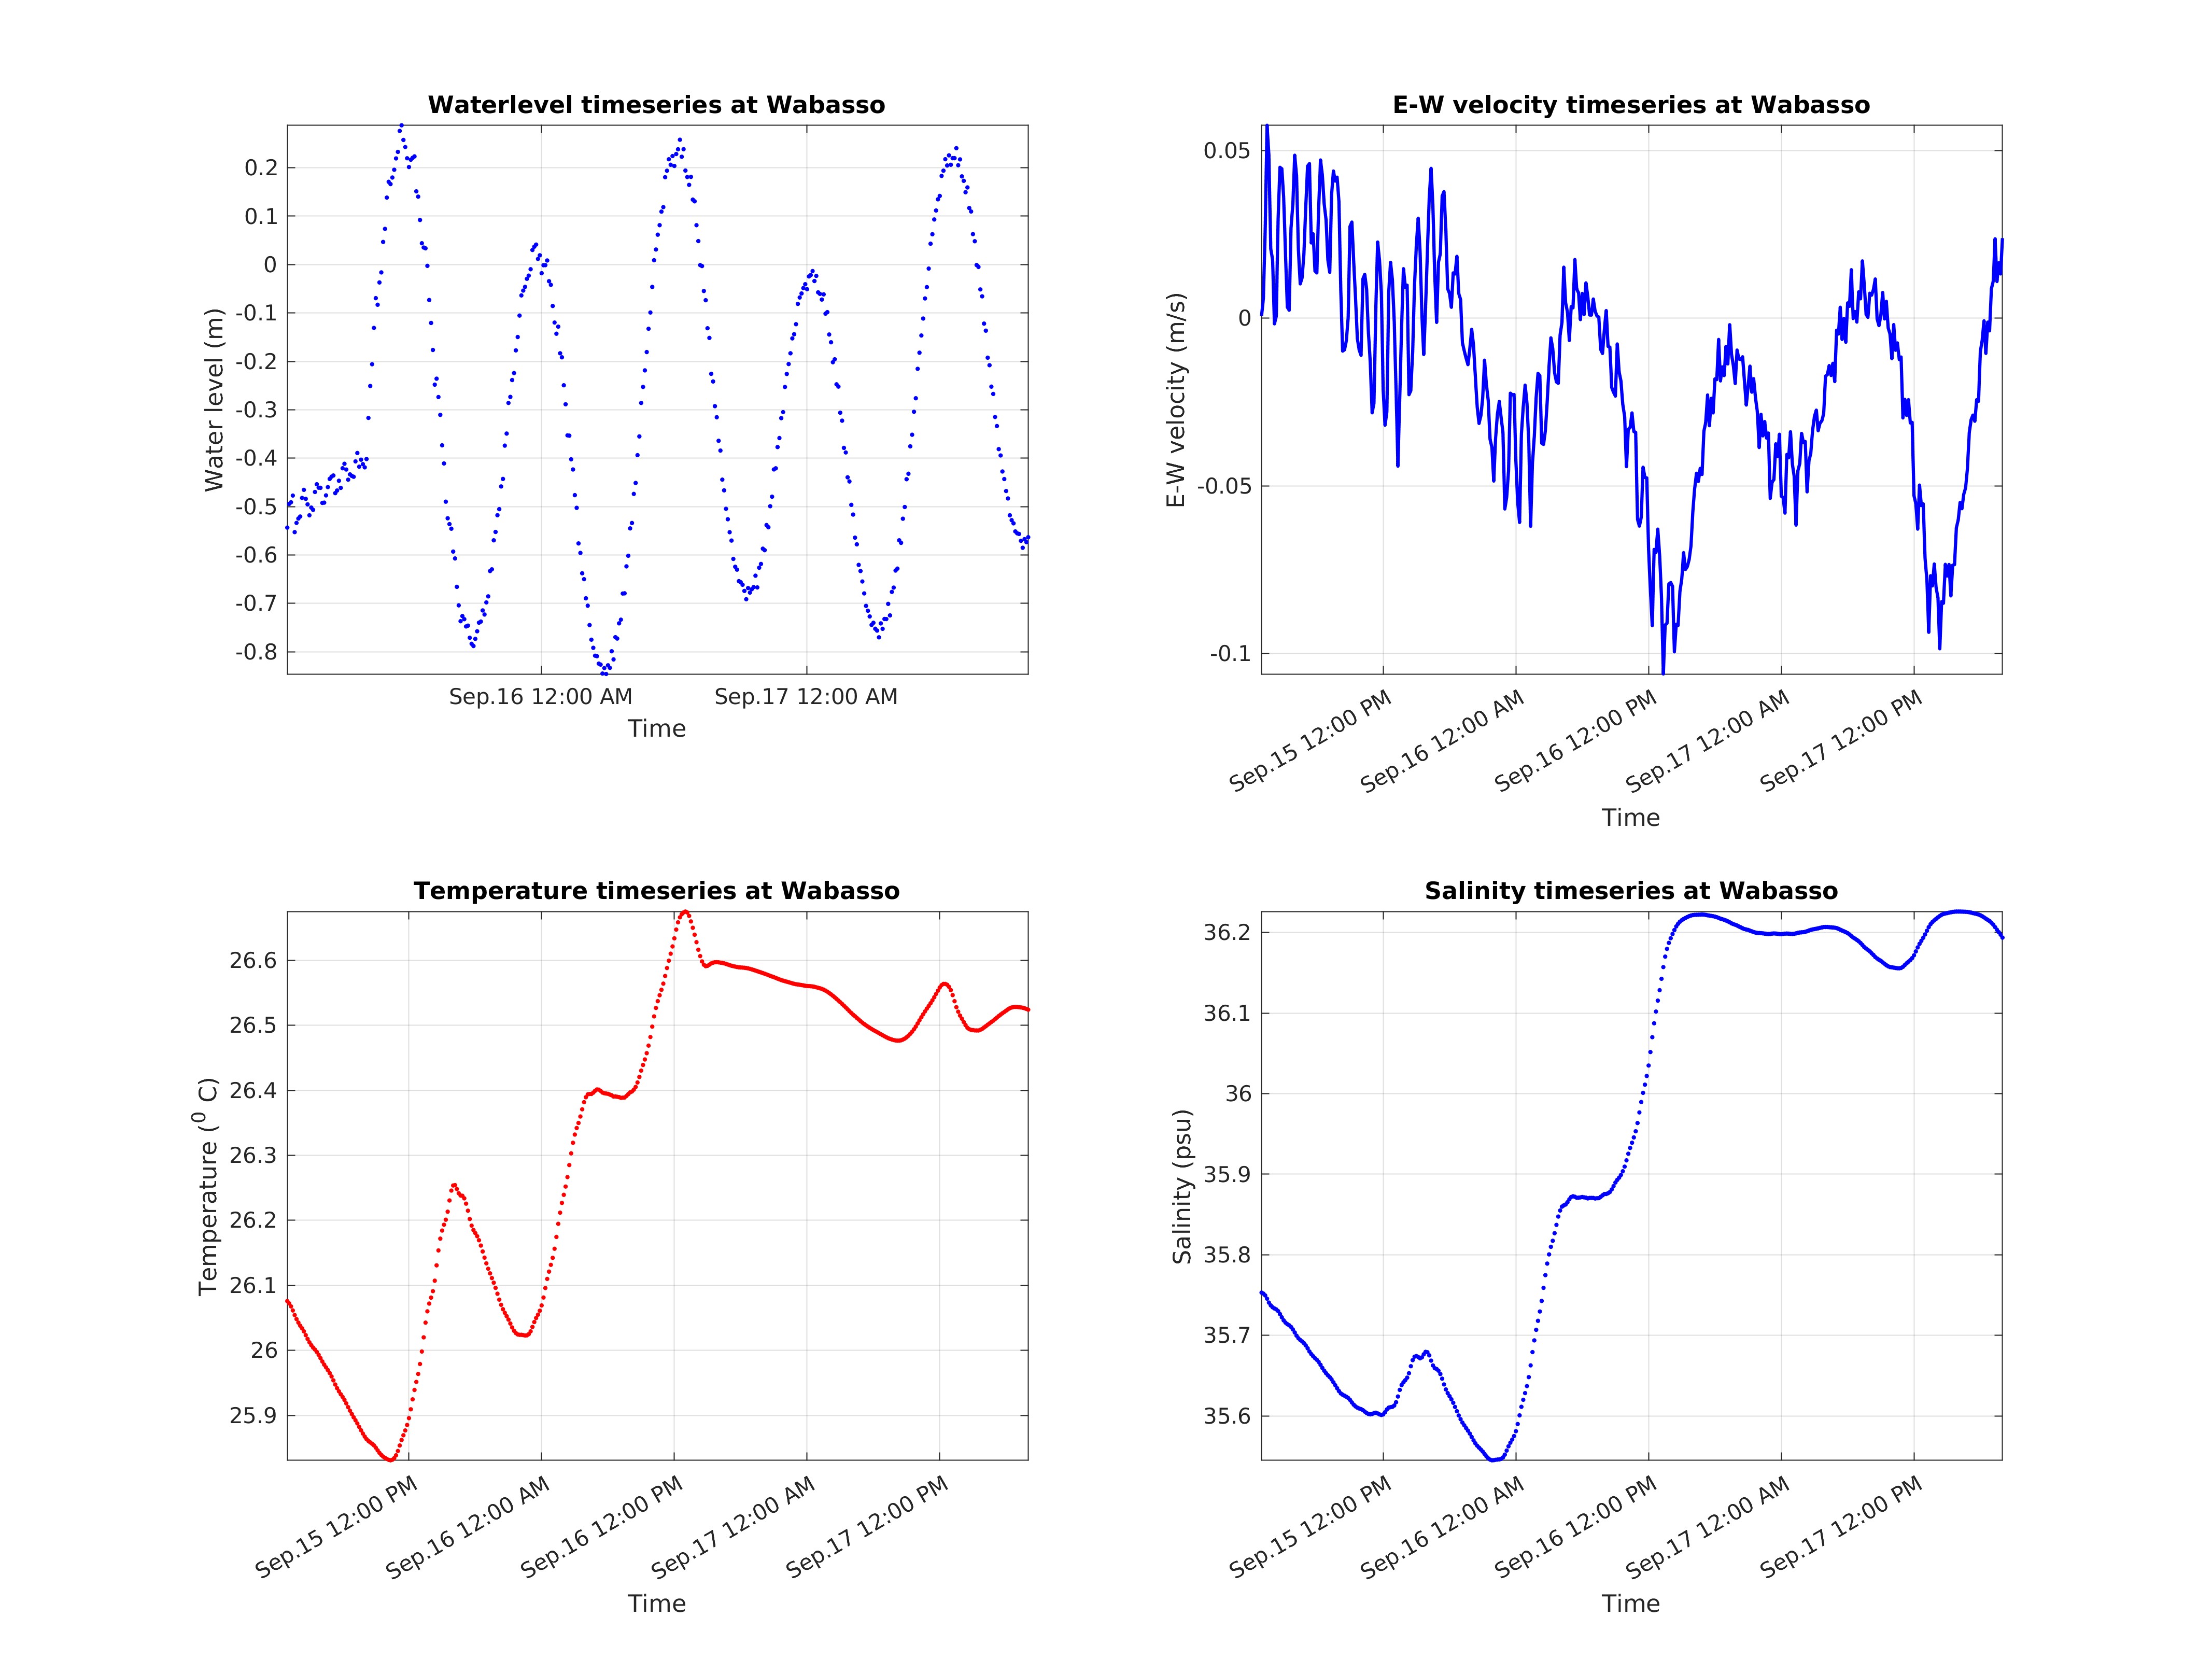 Waterlevel timeseries at Wabasso
Water level (m)
0.2
0.1
0
-0.1
-0.2
-0.3
-0.4
-0.5
-0.6
-0.7
-0.8
Sep.16 12:00 AM
Sep.17 12:00 AM
Time
E-W velocity timeseries at Wabasso
E-W velocity (m/s)
0.05
0
-0.05
-0.1
Sep.15 12:00 PM
Sep.16 12:00 AM
Sep.16 12:00 PM
Sep.17 12:00 AM
Sep.17 12:00 PM
Time
Temperature timeseries at Wabasso
Temperature (⁰ C)
26.6
26.5
26.4
26.3
26.2
26.1
26
25.9
Sep.15 12:00 PM
Sep.16 12:00 AM
Sep.16 12:00 PM
Sep.17 12:00 AM
Sep.17 12:00 PM
Time
Salinity timeseries at Wabasso
Salinity (psu)
36.2
36.1
36
35.9
35.8
35.7
35.6
Sep.15 12:00 PM
Sep.16 12:00 AM
Sep.16 12:00 PM
Sep.17 12:00 AM
Sep.17 12:00 PM
Time